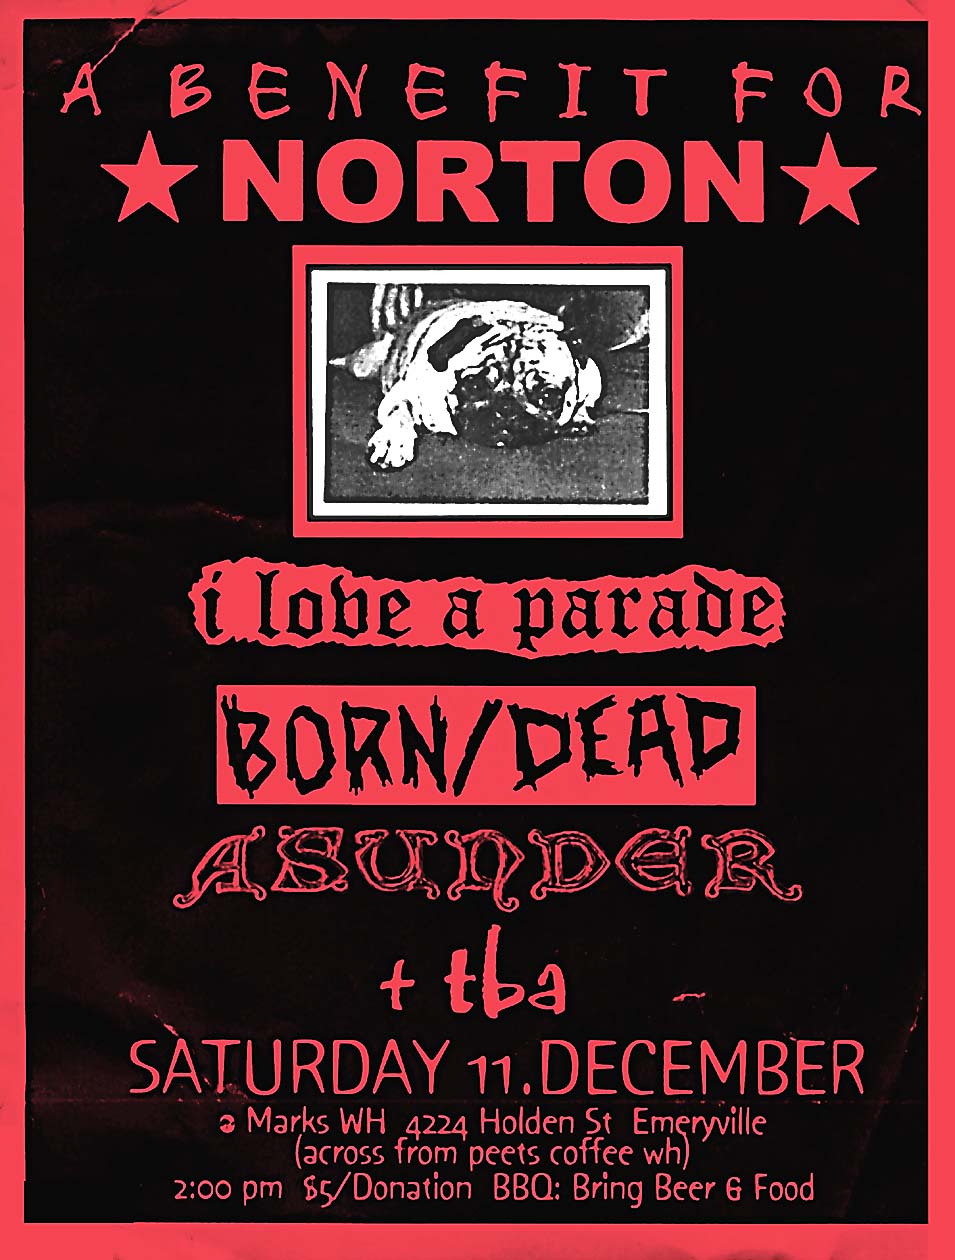 A BENEFIT FOR
★NORTON★
i love a parade
BORN/DEAD
ASUNDER
+ tba
SATURDAY 11.DECEMBER
@ Marks WH 4224 Holden St Emeryville
(across from peets coffee wh)
2:00 pm $5/Donation BBQ: Bring Beer & Food